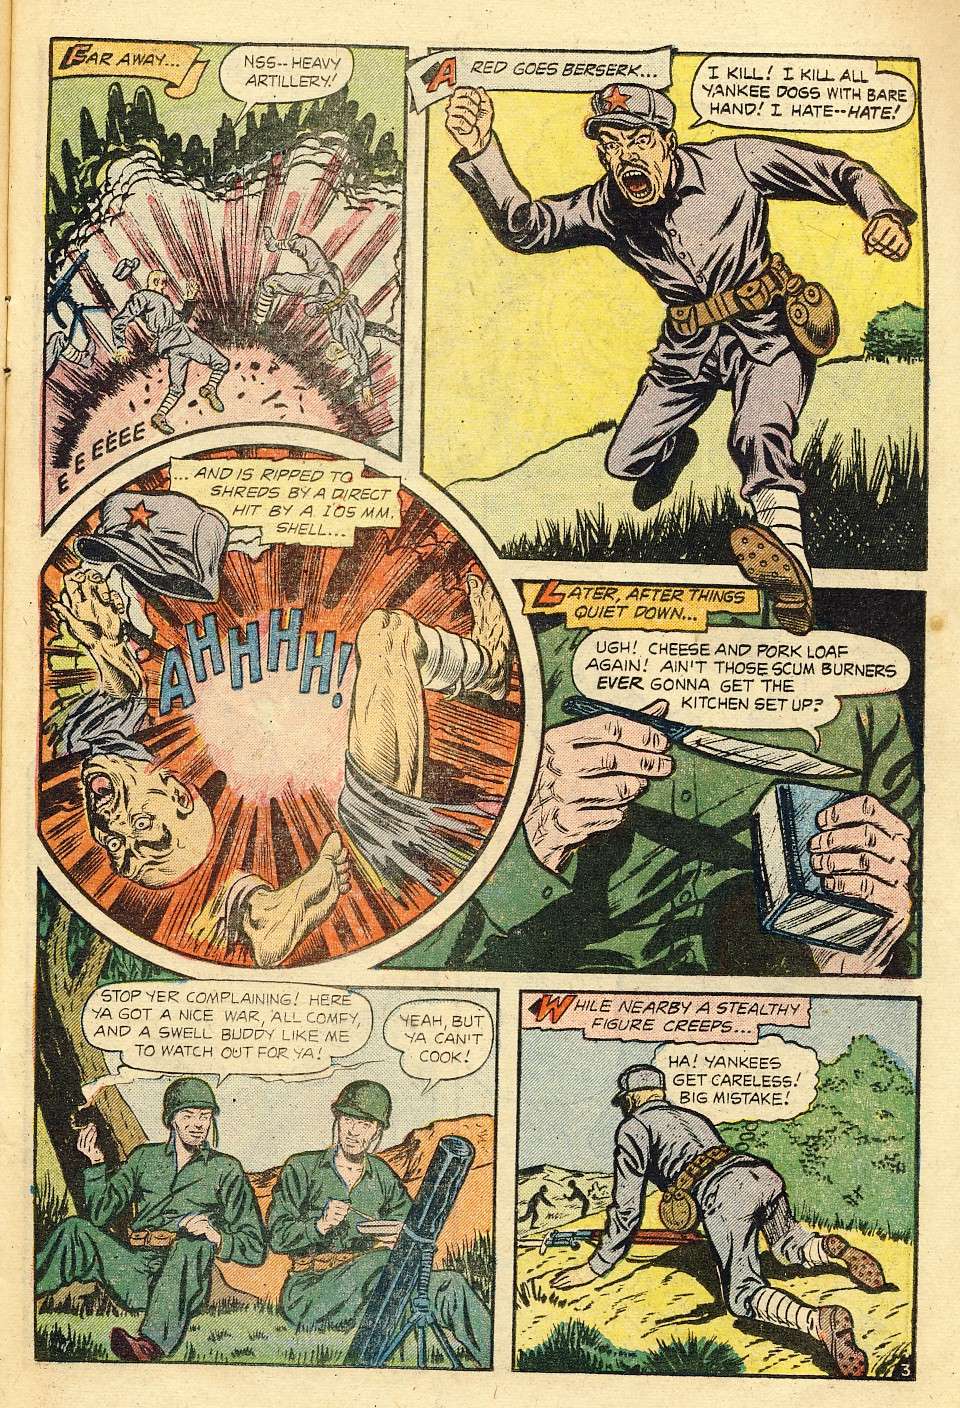 FAR AWAY...
NSS--HEAVY
ARTILLERY!
EEEEEEE
A RED GOES BERSERK...
I KILL! I KILL ALL
YANKEE DOGS WITH BARE
HAND! I HATE--HATE!
...AND IS RIPPED TO
SHREDS BY A DIRECT
HIT BY A 105 MM.
SHELL...
AHHHHH!
LATER, AFTER THINGS
QUIET DOWN...
UGH! CHEESE AND PORK LOAF
AGAIN! AIN'T THOSE SCUM BURNERS
EVER GONNA GET THE
KITCHEN SET UP?
STOP YER COMPLAINING! HERE
YA GOT A NICE WAR, ALL COMFY,
AND A SWELL BUDDY LIKE ME
TO WATCH OUT FOR YA!
YEAH, BUT
YA CAN'T
COOK!
WHILE NEARBY A STEALTHY
FIGURE CREEPS...
HA! YANKEES
GET CARELESS!
BIG MISTAKE!
3